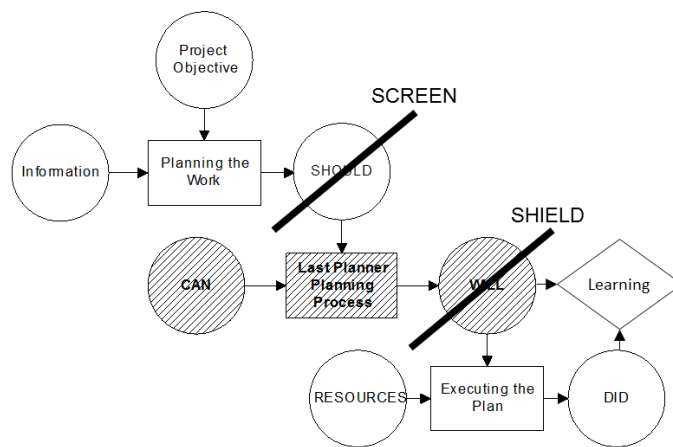 Project
Objective
SCREEN
Information
Planning the
Work
SHOULD
SHIELD
CAN
Last Planner
Planning
Process
WILL
Learning
RESOURCES
Executing the
Plan
DID